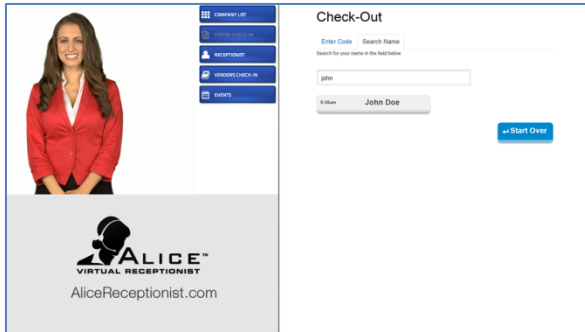 COMPANY LIST
VISITOR CHECK-IN
RECEPTIONIST
VENDORS CHECK-IN
EVENTS
ALICE™
VIRTUAL RECEPTIONIST
AliceReceptionist.com
Check-Out
Enter Code Search Name
Search for your name in the field below
john
9:36am John Doe
Start Over